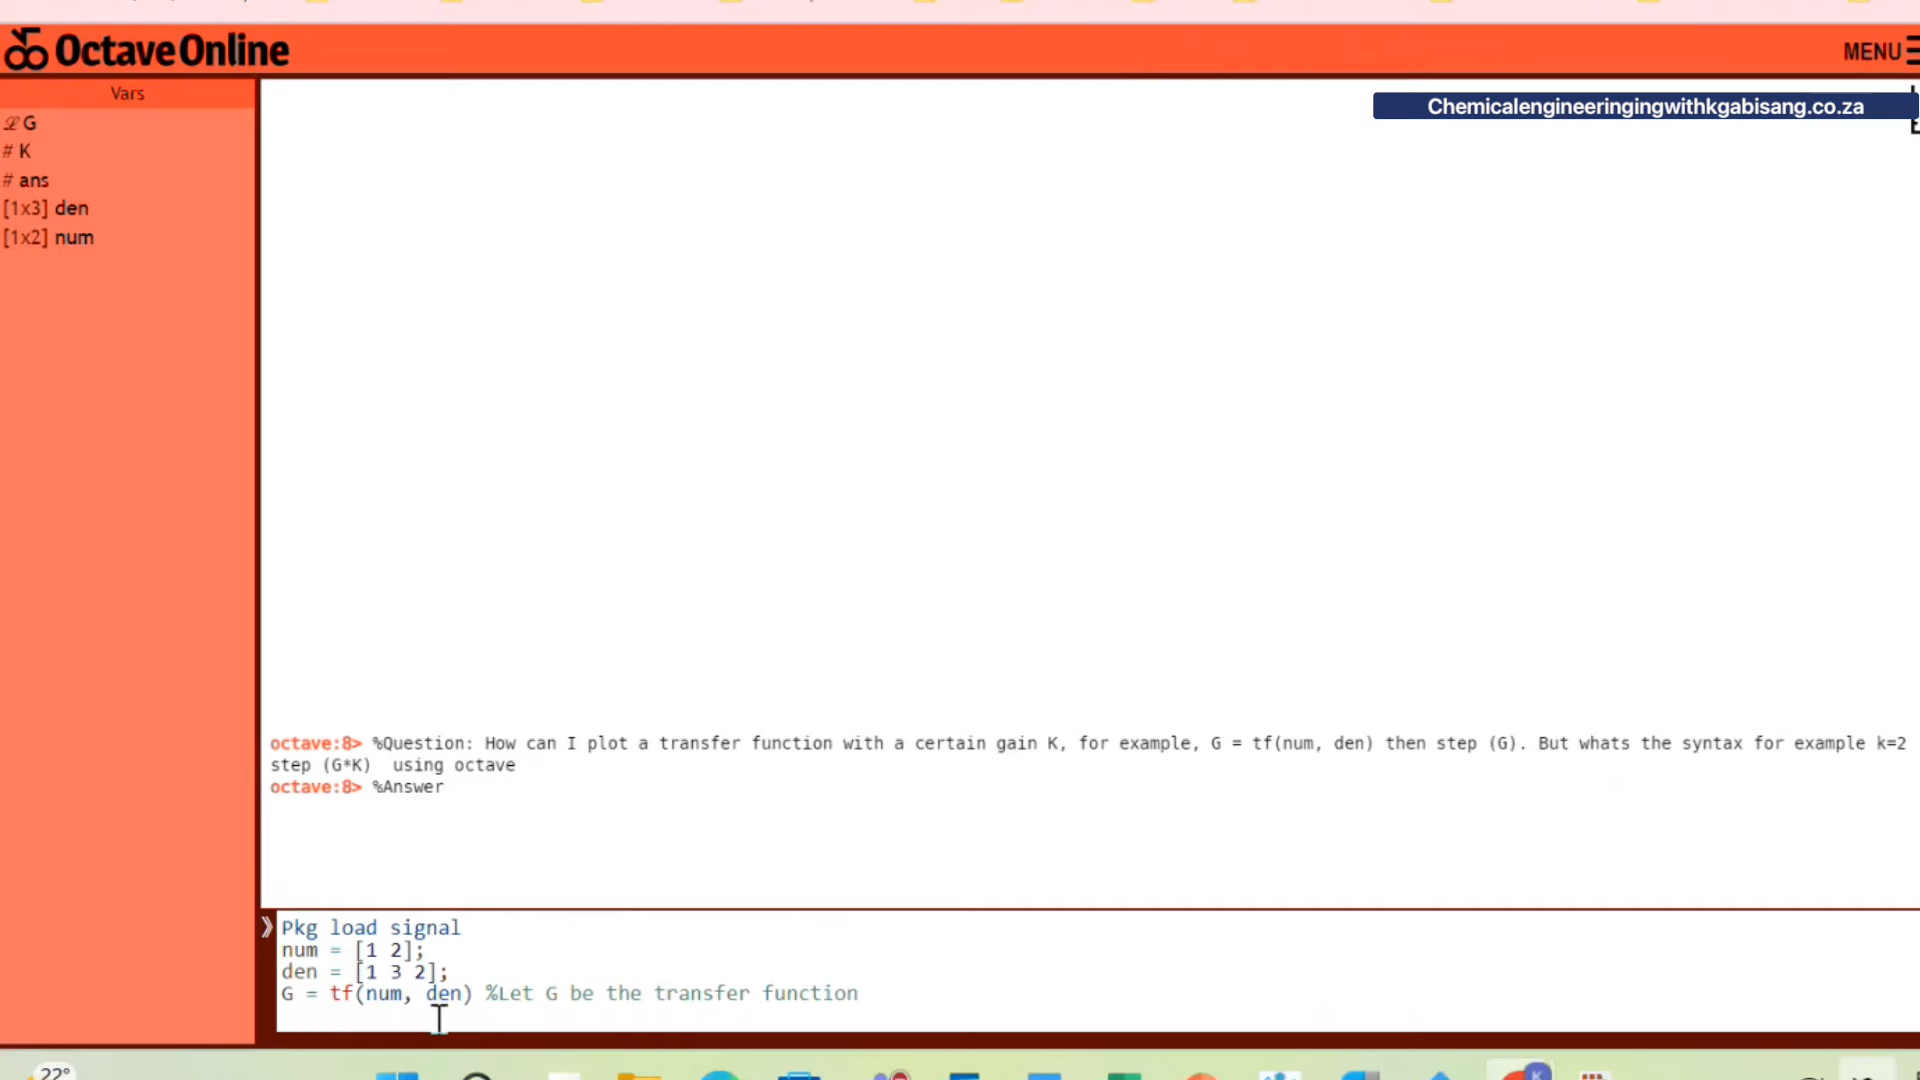 OctaveOnline
MENU
Vars
Chemicalengineeringingwithkgabisang.co.za
ℒ G
# K
# ans
[1x3] den
[1x2] num
octave:8> %Question: How can I plot a transfer function with a certain gain K, for example, G = tf(num, den) then step (G). But whats the syntax for example k=2
step (G*K)  using octave
octave:8> %Answer
» Pkg load signal
num = [1 2];
den = [1 3 2];
G = tf(num, den) %Let G be the transfer function
22°
K